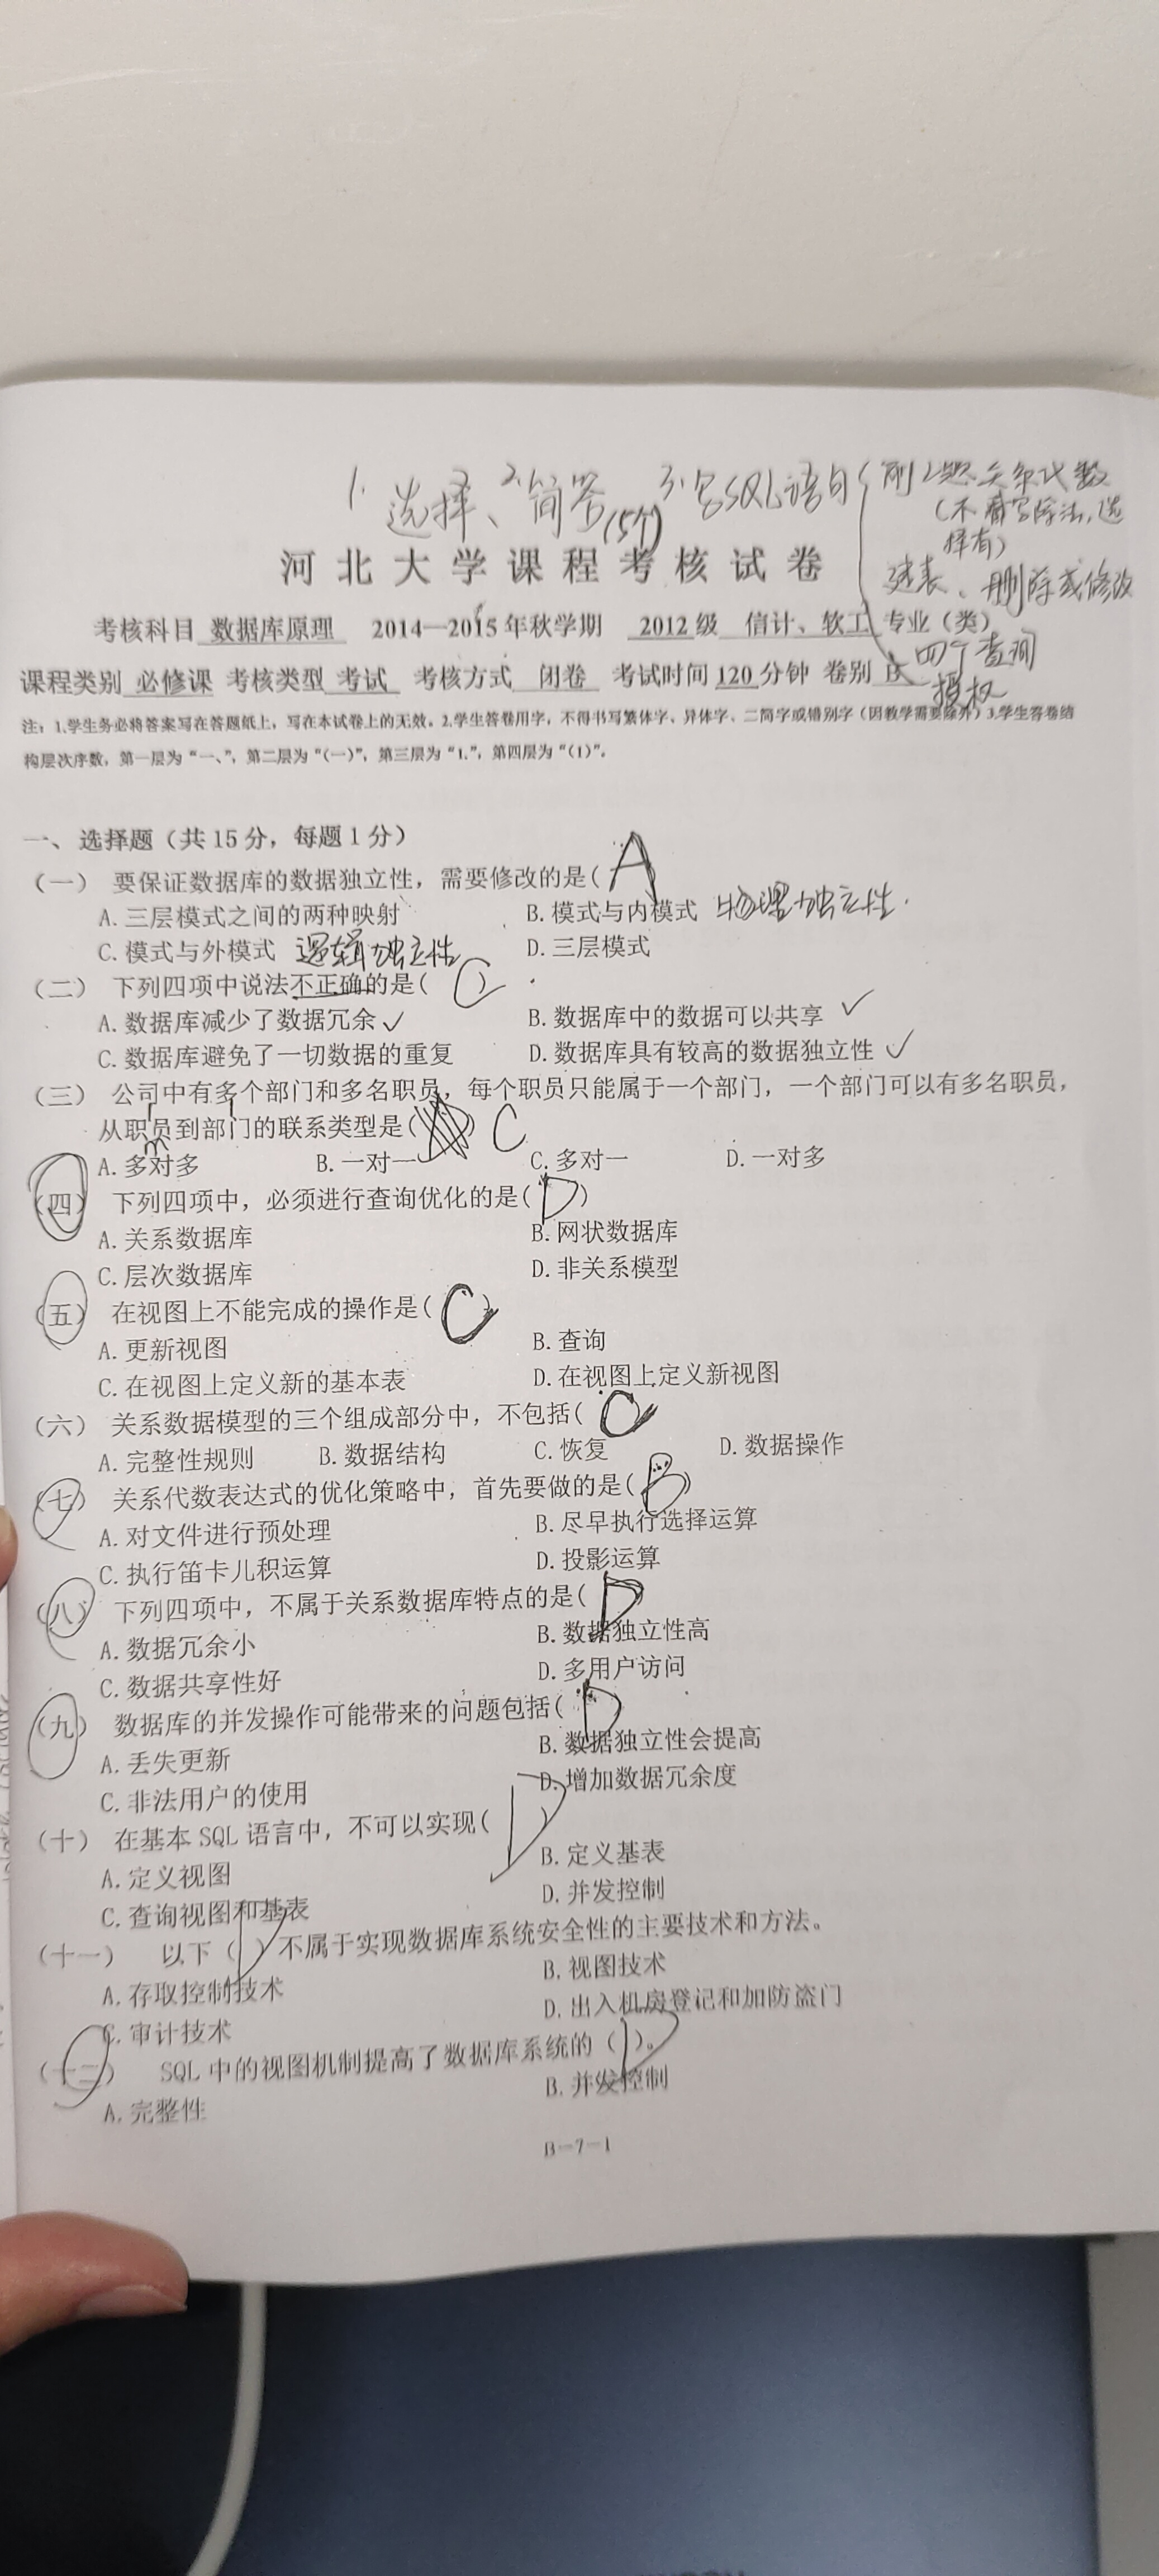 1. 选择、2. 简答(5个) 3. 写SQL语句
前2题关系代数
(不需写除法,选
择有)
建表、删除或修改
四个查询
授权
河北大学课程考核试卷
考核科目 数据库原理 2014—2015年秋学期 2012级 信计、软工 专业(类)
课程类别 必修课 考核类型 考试 考核方式 闭卷 考试时间 120 分钟 卷别 B
注:1.学生务必将答案写在答题纸上,写在本试卷上的无效。2.学生答卷用字,不得书写繁体字、异体字、二简字或错别字(因教学需要除外)3.学生答卷结
构层次序数,第一层为“一、”,第二层为“(一)”,第三层为“1.”,第四层为“(1)”。
一、选择题(共15分,每题1分)
(一) 要保证数据库的数据独立性,需要修改的是( A
A.三层模式之间的两种映射 B.模式与内模式 物理独立性.
C.模式与外模式 逻辑独立性 D.三层模式
(二) 下列四项中说法不正确的是( C )
A.数据库减少了数据冗余 ✓ B.数据库中的数据可以共享 ✓
C.数据库避免了一切数据的重复 D.数据库具有较高的数据独立性 ✓
(三) 公司中有多个部门和多名职员,每个职员只能属于一个部门,一个部门可以有多名职员,
从职员到部门的联系类型是( ) C
A.多对多 B.一对一 C.多对一 D.一对多
(四) 下列四项中,必须进行查询优化的是( D )
A.关系数据库 B.网状数据库
C.层次数据库 D.非关系模型
(五) 在视图上不能完成的操作是( C )
A.更新视图 B.查询
C.在视图上定义新的基本表 D.在视图上定义新视图
(六) 关系数据模型的三个组成部分中,不包括( C
A.完整性规则 B.数据结构 C.恢复 D.数据操作
(七) 关系代数表达式的优化策略中,首先要做的是( B )
A.对文件进行预处理 B.尽早执行选择运算
C.执行笛卡儿积运算 D.投影运算
(八) 下列四项中,不属于关系数据库特点的是( D
A.数据冗余小 B.数据独立性高
C.数据共享性好 D.多用户访问
(九) 数据库的并发操作可能带来的问题包括( D
A.丢失更新 B.数据独立性会提高
C.非法用户的使用 D.增加数据冗余度
(十) 在基本SQL语言中,不可以实现( D )
A.定义视图 B.定义基表
C.查询视图和基表 D.并发控制
(十一) 以下( D )不属于实现数据库系统安全性的主要技术和方法。
A.存取控制技术 B.视图技术
C.审计技术 D.出入机房登记和加防盗门
(十二) SQL中的视图机制提高了数据库系统的( D )。
A.完整性 B.并发控制
B-7-1